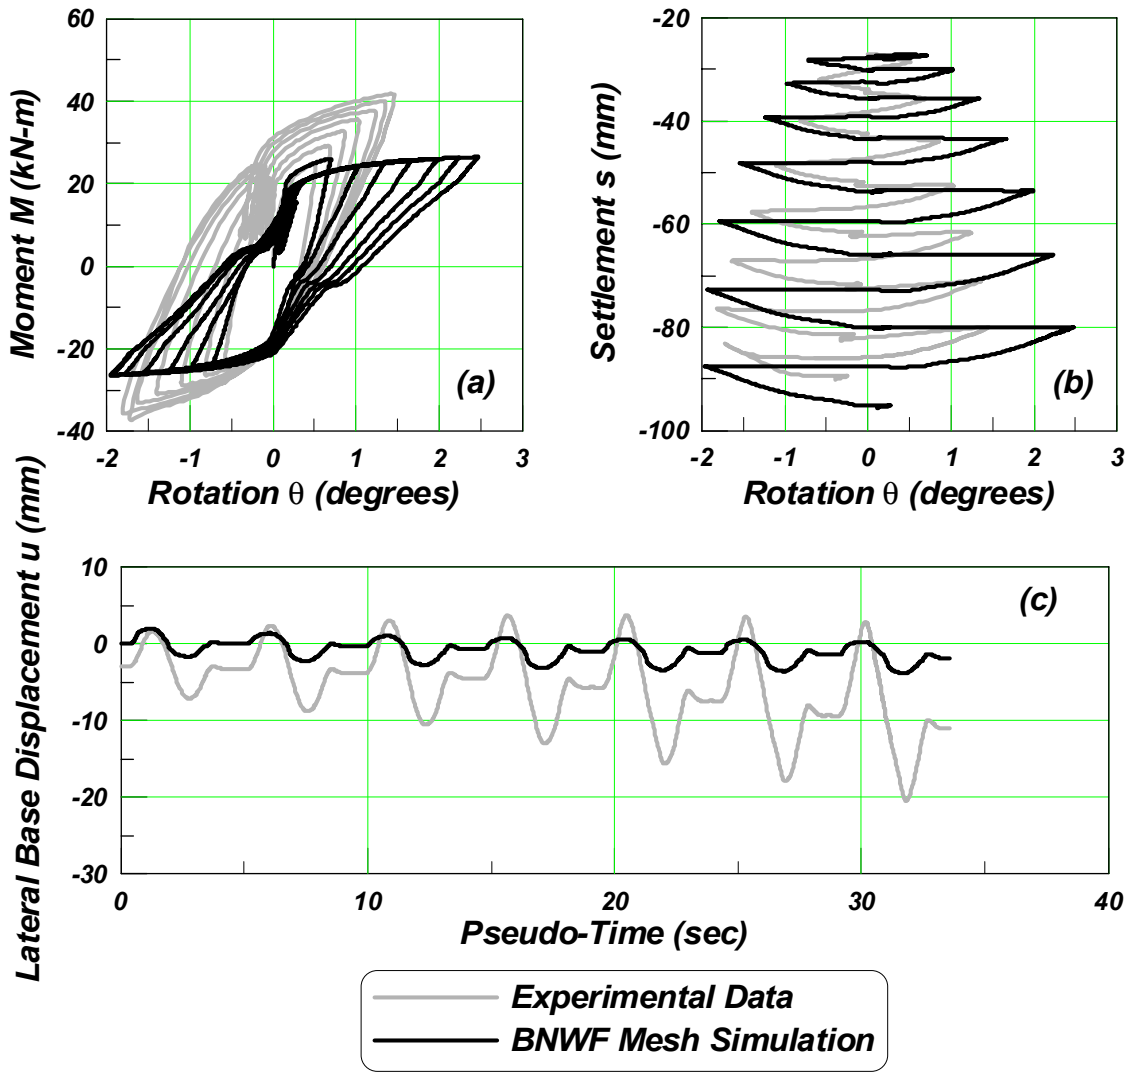 Moment M (kN-m)
60
40
20
0
-20
-40
(a)
-2 -1 0 1 2 3
Rotation θ (degrees)
Settlement s (mm)
-20
-40
-60
-80
-100
(b)
-2 -1 0 1 2 3
Rotation θ (degrees)
Lateral Base Displacement u (mm)
10
0
-10
-20
-30
(c)
0 10 20 30 40
Pseudo-Time (sec)
Experimental Data
BNWF Mesh Simulation